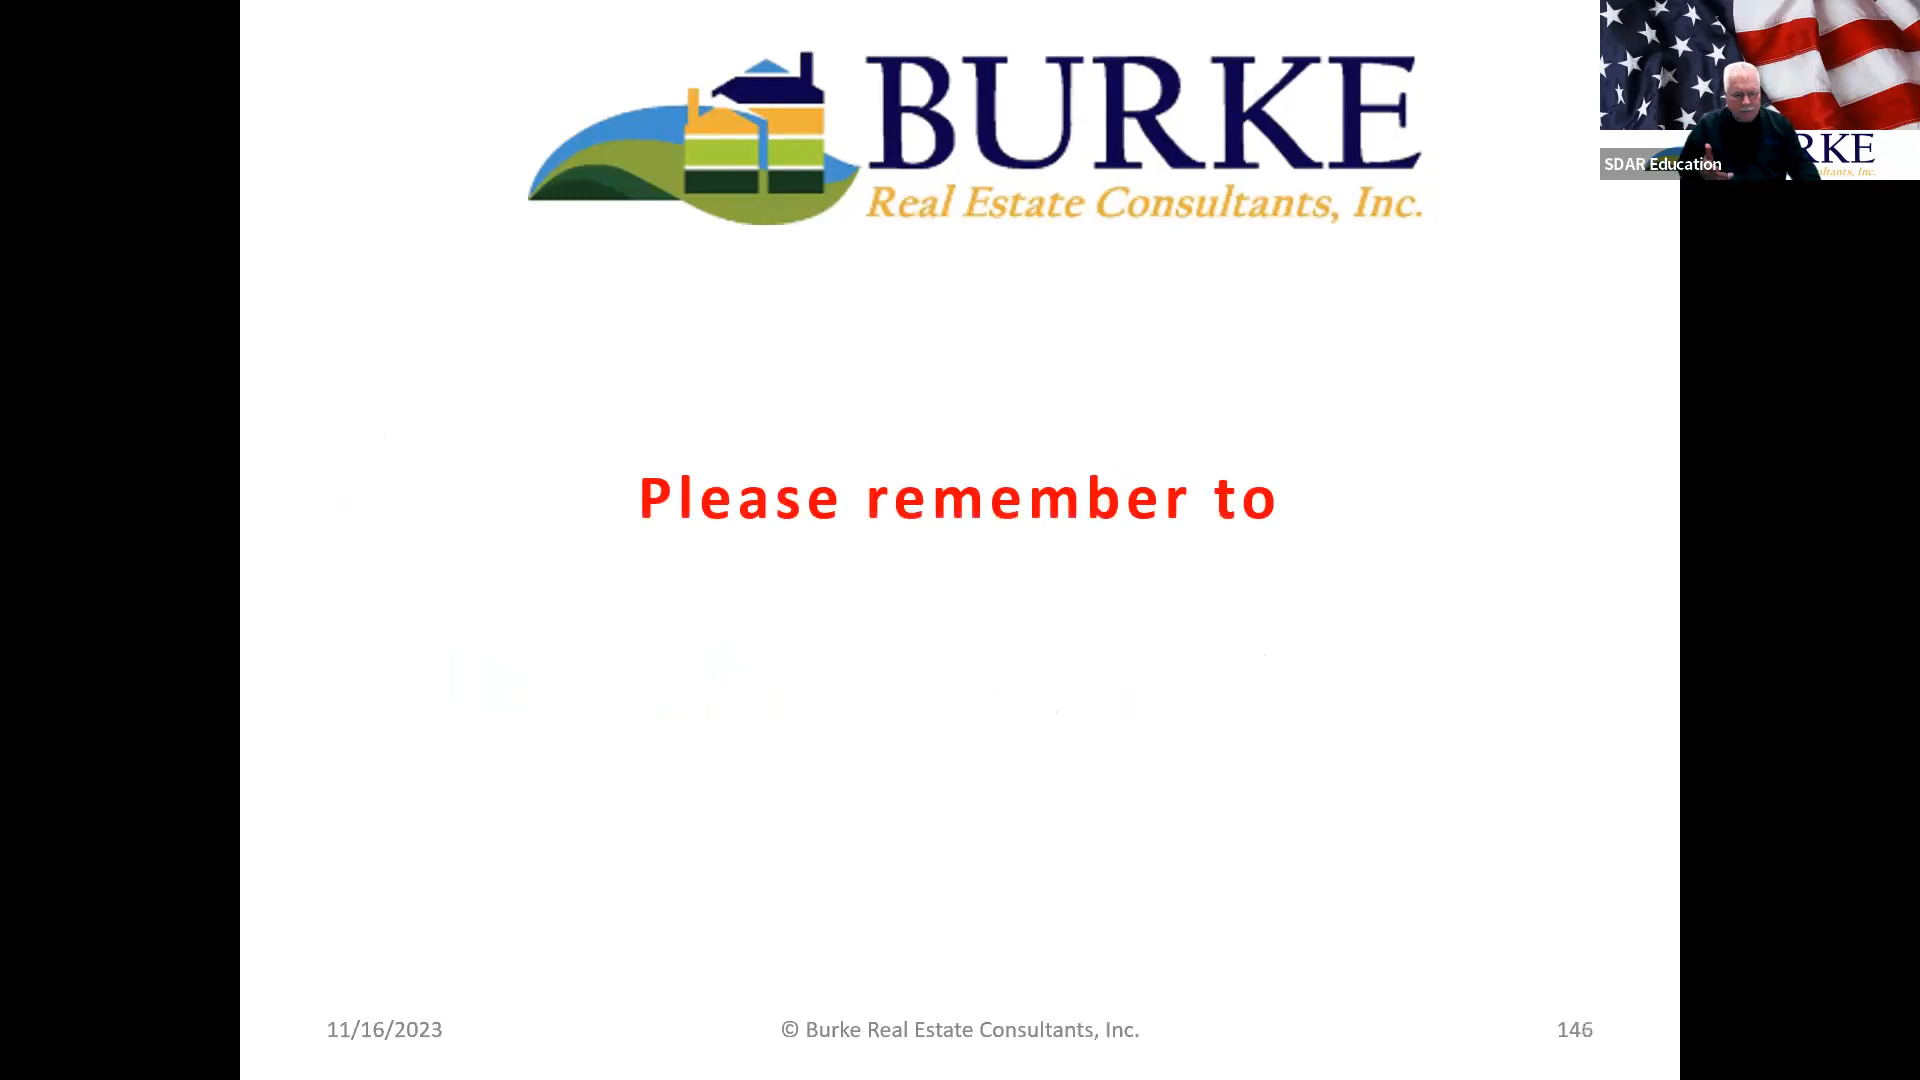 BURKE
Real Estate Consultants, Inc.
RKE
SDAR Education
Please remember to
11/16/2023
© Burke Real Estate Consultants, Inc.
146